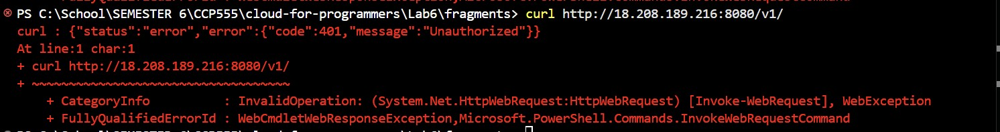 PS C:\School\SEMESTER 6\CCP555\cloud-for-programmers\Lab6\fragments> curl http://18.208.189.216:8080/v1/
curl : {"status":"error","error":{"code":401,"message":"Unauthorized"}}
At line:1 char:1
+ curl http://18.208.189.216:8080/v1/
+ ~~~~~~~~~~~~~~~~~~~~~~~~~~~~~~~~~~~
    + CategoryInfo          : InvalidOperation: (System.Net.HttpWebRequest:HttpWebRequest) [Invoke-WebRequest], WebException
    + FullyQualifiedErrorId : WebCmdletWebResponseException,Microsoft.PowerShell.Commands.InvokeWebRequestCommand